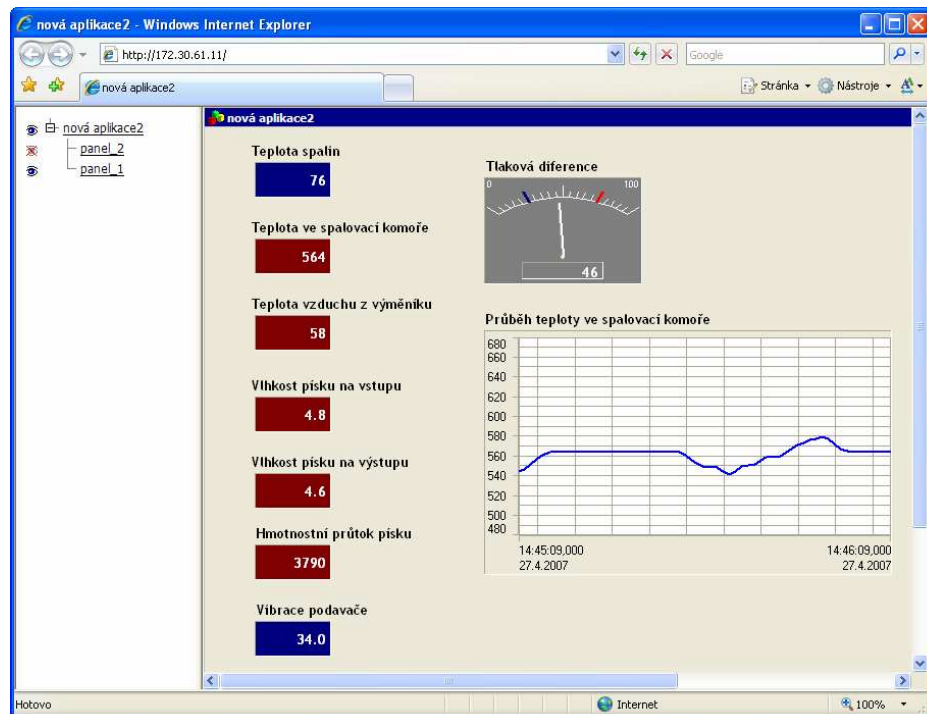 nová aplikace2 - Windows Internet Explorer
http://172.30.61.11/
Google
nová aplikace2
Stránka
Nástroje
nová aplikace2
panel_2
panel_1
nová aplikace2
Teplota spalin
76
Teplota ve spalovací komoře
564
Teplota vzduchu z výměníku
58
Vlhkost písku na vstupu
4.8
Vlhkost písku na výstupu
4.6
Hmotnostní průtok písku
3790
Vibrace podavače
34.0
Tlaková diference
0 100
46
Průběh teploty ve spalovací komoře
680
660
640
620
600
580
560
540
520
500
480
14:45:09,000 14:46:09,000
27.4.2007 27.4.2007
Hotovo
Internet
100%